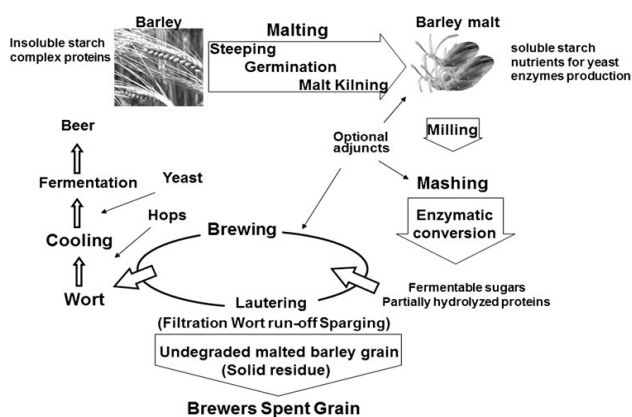 Barley
Malting
Barley malt
Insoluble starch
complex proteins
Steeping
Germination
Malt Kilning
soluble starch
nutrients for yeast
enzymes production
Beer
Optional
adjuncts
Milling
Fermentation
Yeast
Mashing
Hops
Brewing
Enzymatic
conversion
Cooling
Wort
Lautering
Fermentable sugars
Partially hydrolyzed proteins
(Filtration Wort run-off Sparging)
Undegraded malted barley grain
(Solid residue)
Brewers Spent Grain